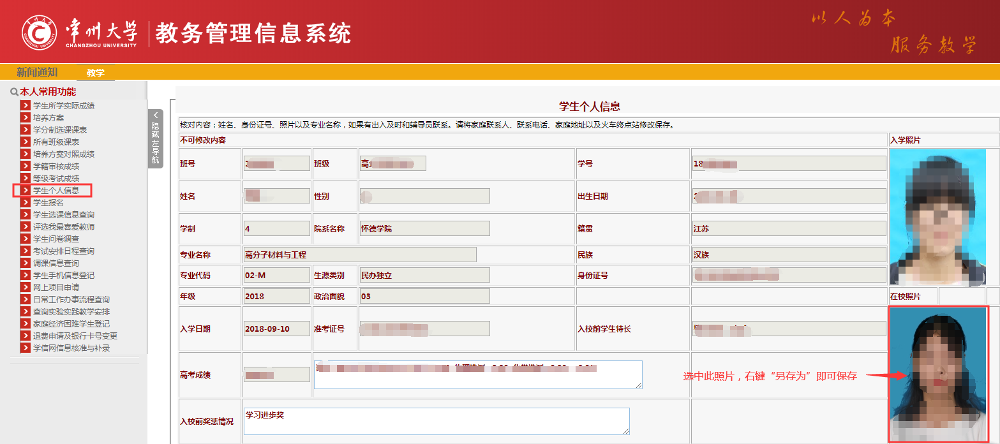 常州大学
CHANGZHOU UNIVERSITY
教务管理信息系统
以人为本
服务教学
新闻通知
教学
本人常用功能
学生所学实际成绩
培养方案
学分制选课课表
所有班级课表
培养方案对照成绩
学籍审核成绩
等级考试成绩
学生个人信息
学生报名
学生选课信息查询
评选我最喜爱教师
学生问卷调查
考试安排日程查询
调课信息查询
学生手机信息登记
网上项目申请
日常工作办事流程查询
查询实验实践教学安排
家庭经济困难学生登记
退费申请及银行卡号变更
学信网信息核准与补录
隐藏左导航
学生个人信息
核对内容：姓名、身份证号、照片以及专业名称，如果有出入及时和辅导员联系。请将家庭联系人、联系电话、家庭地址以及火车终点站修改保存。
不可修改内容 入学照片
班号 班级 高 学号 18
姓名 性别 出生日期
学制 4 院系名称 怀德学院 籍贯 江苏
专业名称 高分子材料与工程 民族 汉族
专业代码 02-M 生源类别 民办独立 身份证号
年级 2018 政治面貌 03 在校照片
入学日期 2018-09-10 准考证号 入校前学生特长
高考成绩
选中此照片，右键“另存为”即可保存
入校前奖惩情况 学习进步奖